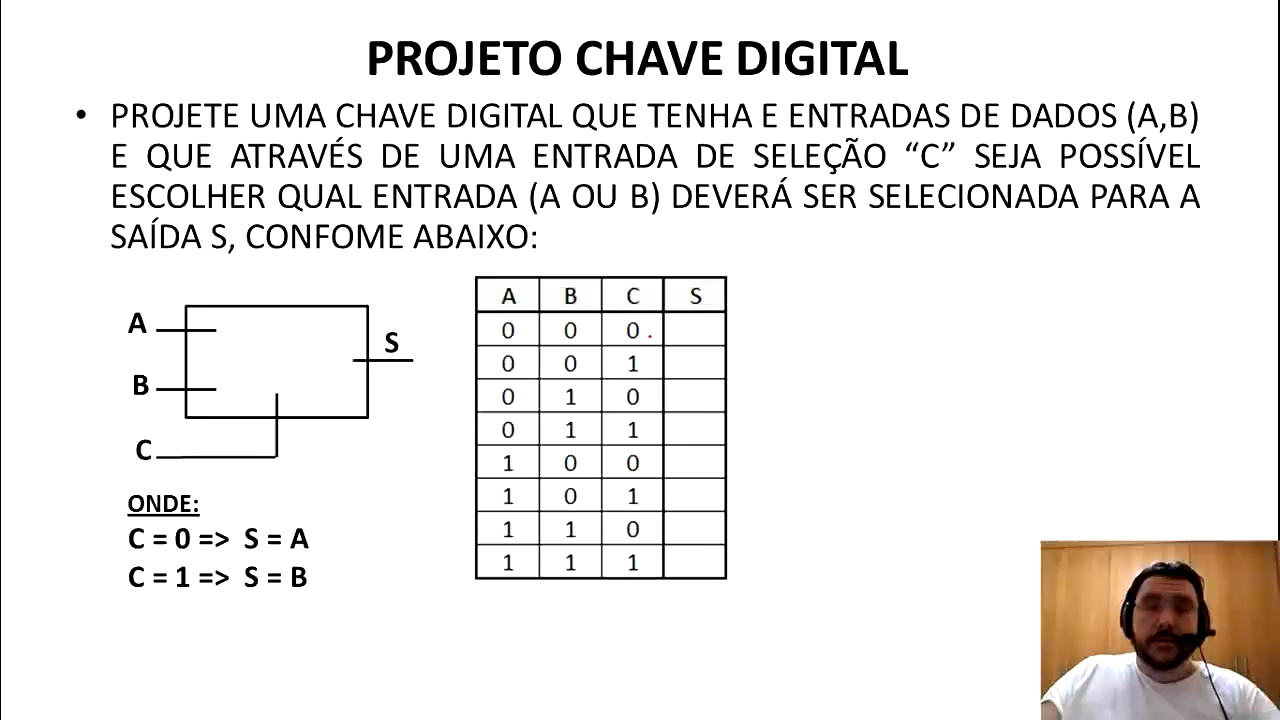 PROJETO CHAVE DIGITAL
• PROJETE UMA CHAVE DIGITAL QUE TENHA E ENTRADAS DE DADOS (A,B)
E QUE ATRAVÉS DE UMA ENTRADA DE SELEÇÃO “C” SEJA POSSÍVEL
ESCOLHER QUAL ENTRADA (A OU B) DEVERÁ SER SELECIONADA PARA A
SAÍDA S, CONFOME ABAIXO:
A
B
C
S
ONDE:
C = 0 => S = A
C = 1 => S = B
A B C S
0 0 0
0 0 1
0 1 0
0 1 1
1 0 0
1 0 1
1 1 0
1 1 1